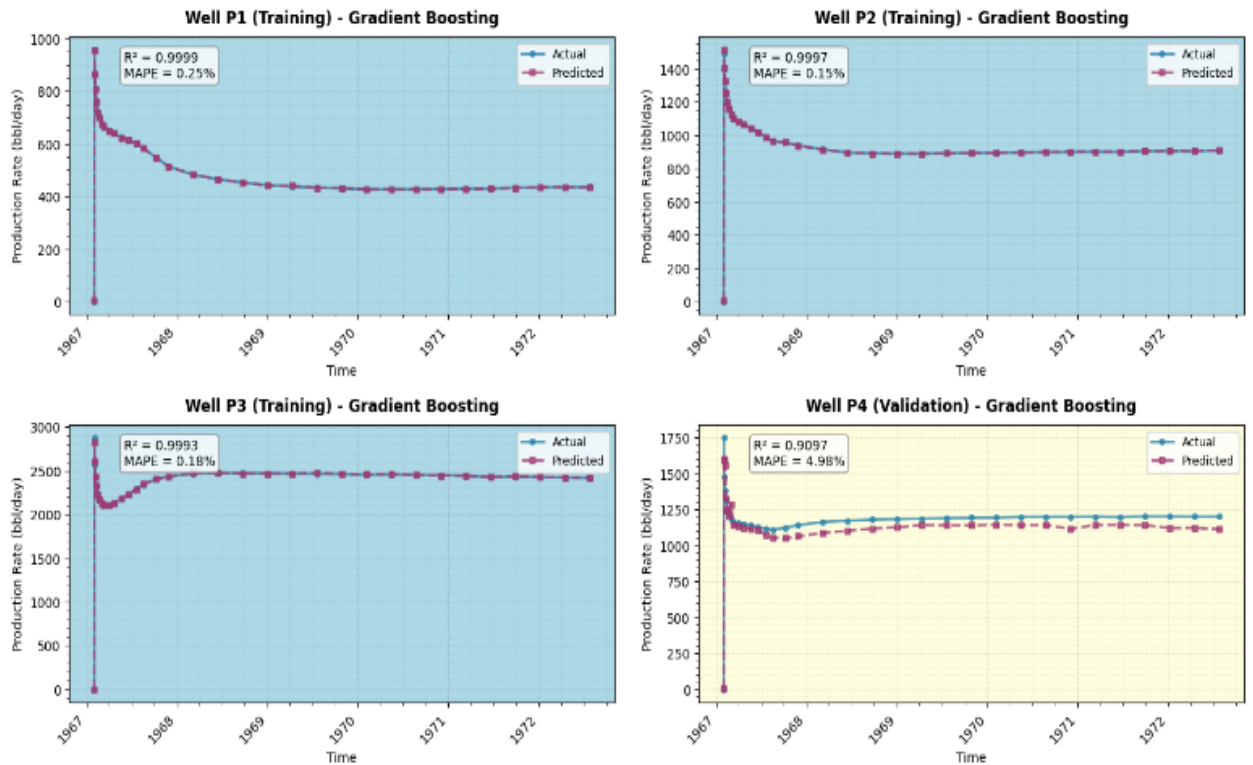 Well P1 (Training) - Gradient Boosting
R² = 0.9999
MAPE = 0.25%
Actual
Predicted
Production Rate (bbl/day)
1000
800
600
400
200
0
1967
1968
1969
1970
1971
1972
Time
Well P2 (Training) - Gradient Boosting
R² = 0.9997
MAPE = 0.15%
Actual
Predicted
Production Rate (bbl/day)
1400
1200
1000
800
600
400
200
0
1967
1968
1969
1970
1971
1972
Time
Well P3 (Training) - Gradient Boosting
R² = 0.9993
MAPE = 0.18%
Actual
Predicted
Production Rate (bbl/day)
3000
2500
2000
1500
1000
500
0
1967
1968
1969
1970
1971
1972
Time
Well P4 (Validation) - Gradient Boosting
R² = 0.9097
MAPE = 4.98%
Actual
Predicted
Production Rate (bbl/day)
1750
1500
1250
1000
750
500
250
0
1967
1968
1969
1970
1971
1972
Time